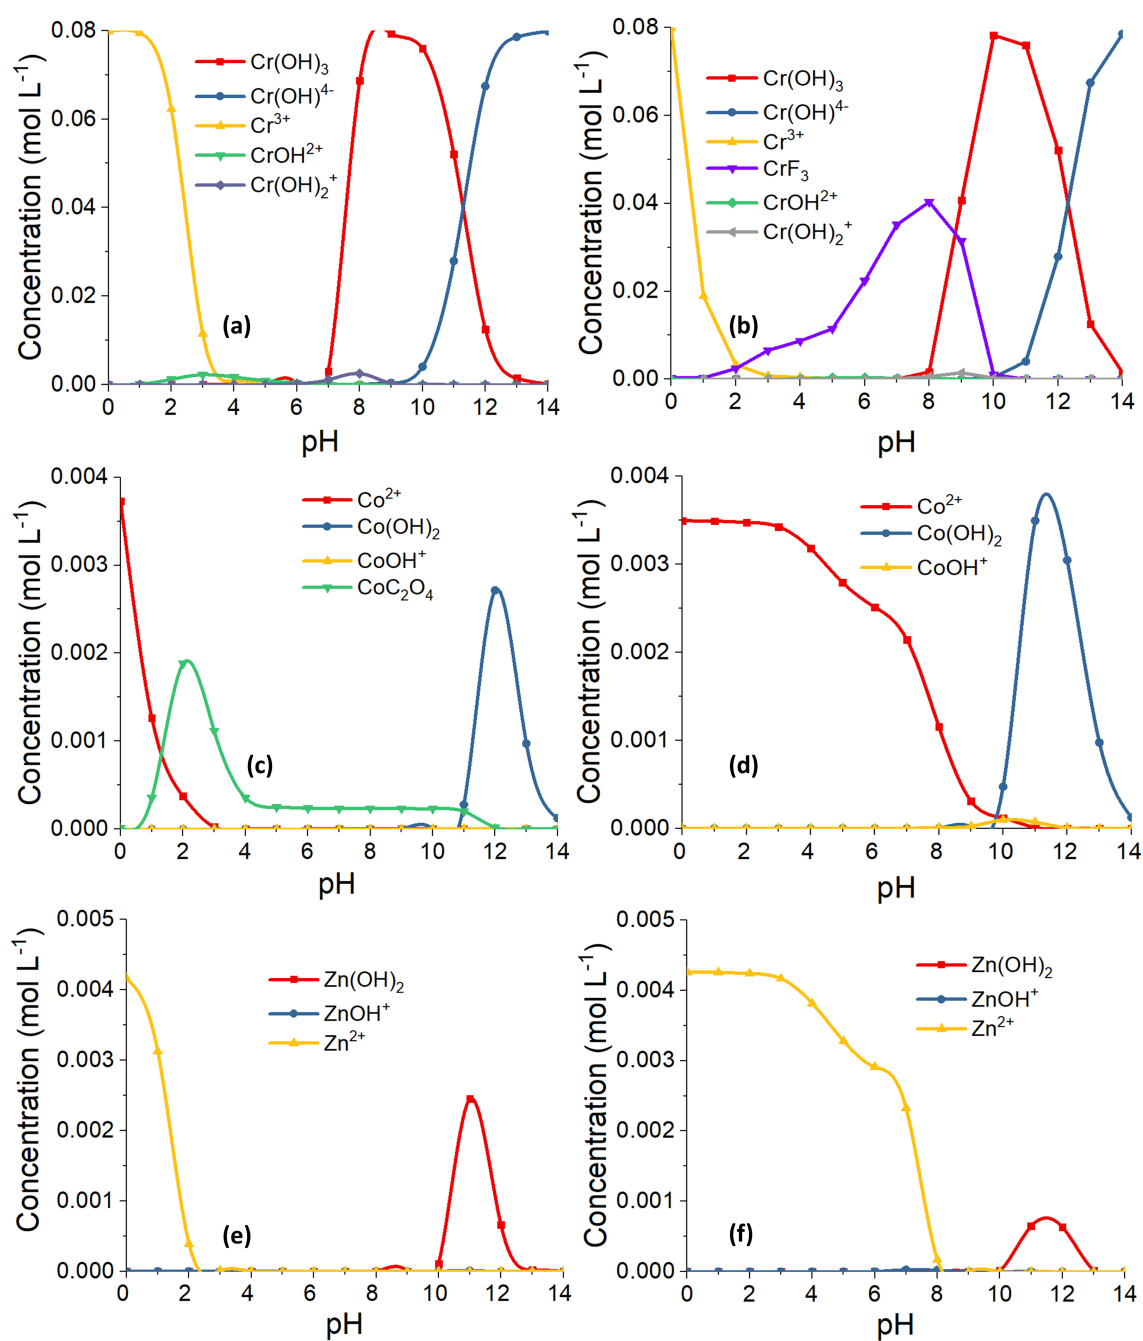 0.08
0.06
0.04
0.02
0.00
Concentration (mol L⁻¹)
Cr(OH)₃
Cr(OH)⁴⁻
Cr³⁺
CrOH²⁺
Cr(OH)₂⁺
(a)
0 2 4 6 8 10 12 14
pH
0.08
0.06
0.04
0.02
0.00
Concentration (mol L⁻¹)
Cr(OH)₃
Cr(OH)⁴⁻
Cr³⁺
CrF₃
CrOH²⁺
Cr(OH)₂⁺
(b)
0 2 4 6 8 10 12 14
pH
0.004
0.003
0.002
0.001
0.000
Concentration (mol L⁻¹)
Co²⁺
Co(OH)₂
CoOH⁺
CoC₂O₄
(c)
0 2 4 6 8 10 12 14
pH
0.004
0.003
0.002
0.001
0.000
Concentration (mol L⁻¹)
Co²⁺
Co(OH)₂
CoOH⁺
(d)
0 2 4 6 8 10 12 14
pH
0.005
0.004
0.003
0.002
0.001
0.000
Concentration (mol L⁻¹)
Zn(OH)₂
ZnOH⁺
Zn²⁺
(e)
0 2 4 6 8 10 12 14
pH
0.005
0.004
0.003
0.002
0.001
0.000
Concentration (mol L⁻¹)
Zn(OH)₂
ZnOH⁺
Zn²⁺
(f)
0 2 4 6 8 10 12 14
pH